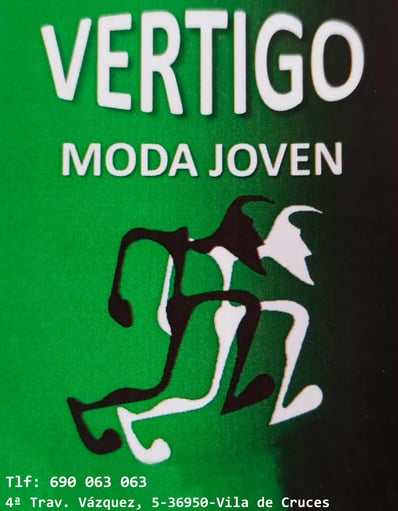 VERTIGO
MODA JOVEN
Tlf: 690 063 063
4ª Trav. Vázquez, 5-36950-Vila de Cruces